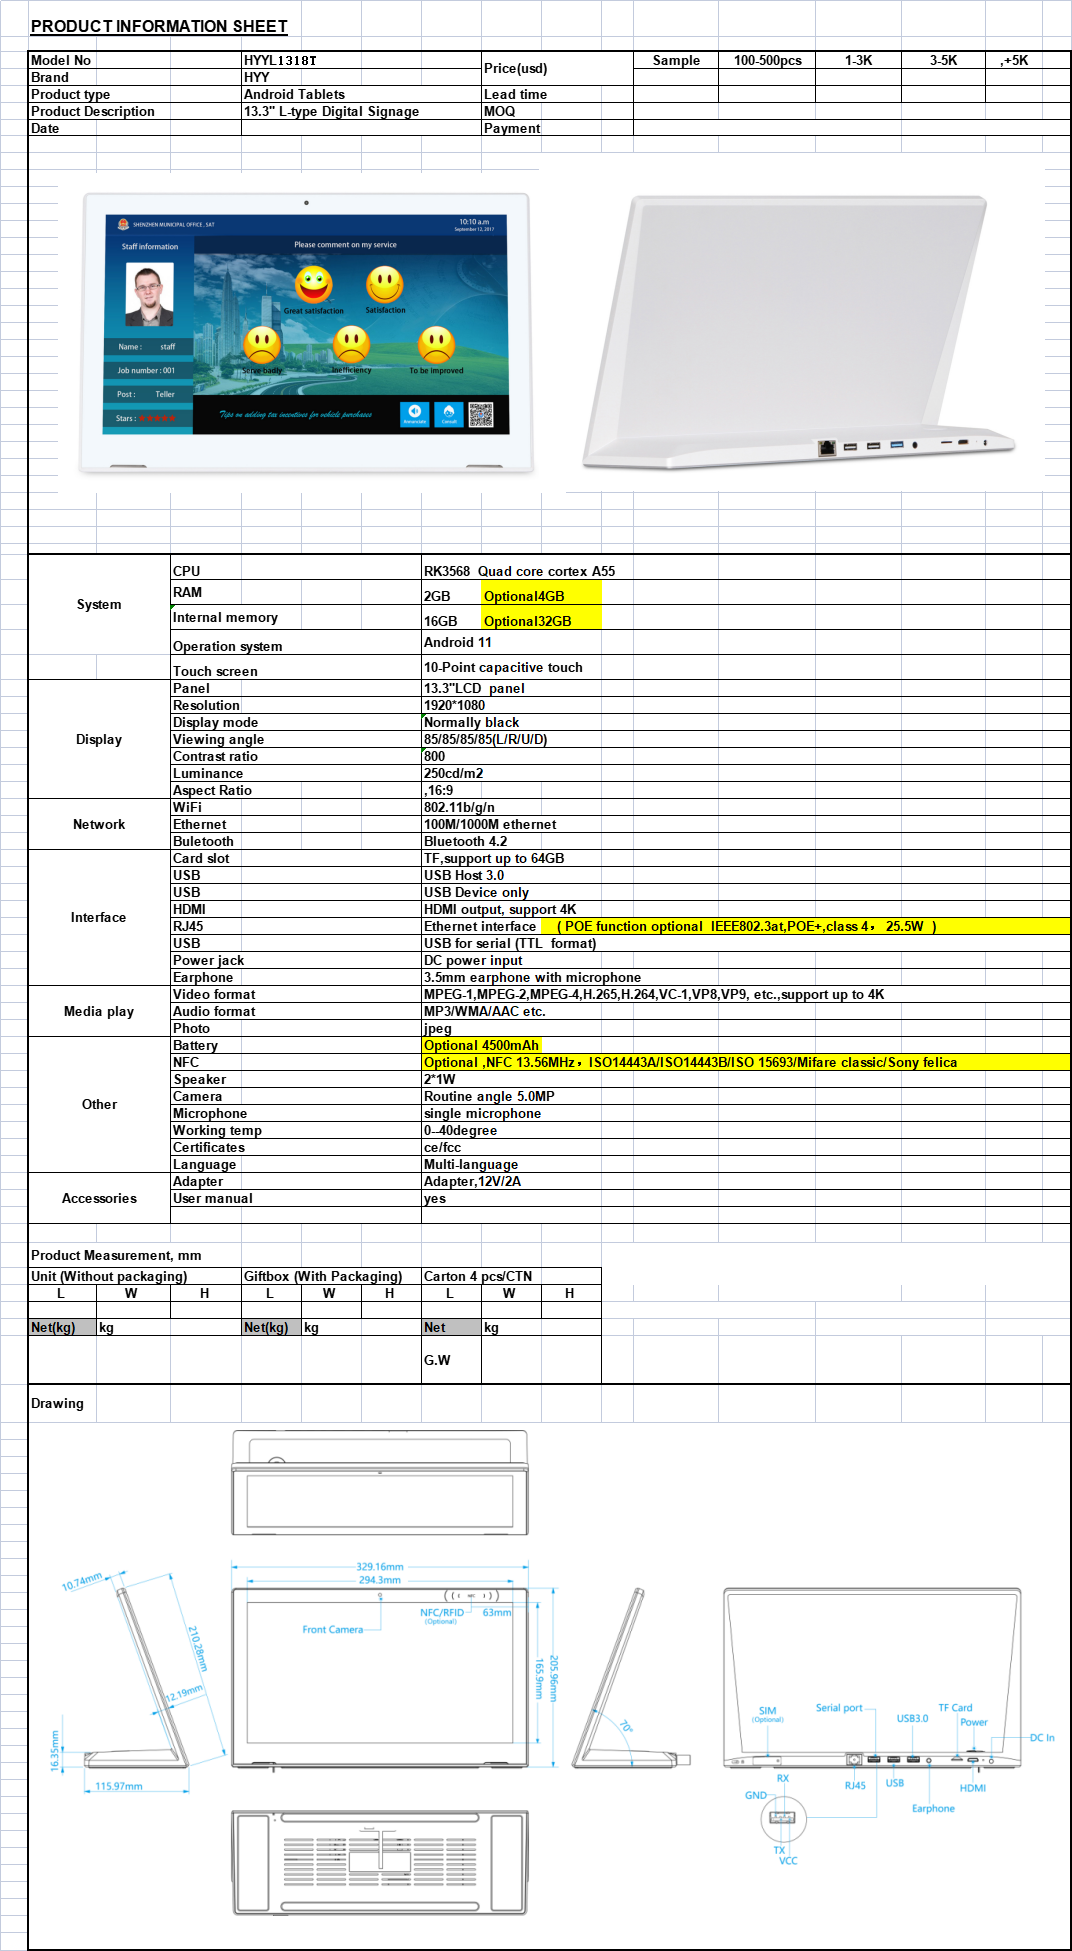 PRODUCT INFORMATION SHEET
Model No HYYL1318T Price(usd) Sample 100-500pcs 1-3K 3-5K ,+5K
Brand HYY
Product type Android Tablets Lead time
Product Description 13.3" L-type Digital Signage MOQ
Date Payment
SHENZHEN MUNICIPAL OFFICE , SAT 10:10 a.m
September 12, 2017
Staff information Please comment on my service
Great satisfaction Satisfaction
Name : staff
Serve badly Inefficiency To be improved
Job number : 001
Post : Teller
Stars :
Tips on adding tax incentives for vehicle purchases
Annunciate Consult
System
CPU RK3568 Quad core cortex A55
RAM 2GB Optional4GB
Internal memory 16GB Optional32GB
Operation system Android 11
Touch screen 10-Point capacitive touch
Display
Panel 13.3"LCD panel
Resolution 1920*1080
Display mode Normally black
Viewing angle 85/85/85/85(L/R/U/D)
Contrast ratio 800
Luminance 250cd/m2
Aspect Ratio ,16:9
Network
WiFi 802.11b/g/n
Ethernet 100M/1000M ethernet
Buletooth Bluetooth 4.2
Interface
Card slot TF,support up to 64GB
USB USB Host 3.0
USB USB Device only
HDMI HDMI output, support 4K
RJ45 Ethernet interface ( POE function optional IEEE802.3at,POE+,class 4， 25.5W )
USB USB for serial (TTL format)
Power jack DC power input
Earphone 3.5mm earphone with microphone
Media play
Video format MPEG-1,MPEG-2,MPEG-4,H.265,H.264,VC-1,VP8,VP9, etc.,support up to 4K
Audio format MP3/WMA/AAC etc.
Photo jpeg
Other
Battery Optional 4500mAh
NFC Optional ,NFC 13.56MHz，ISO14443A/ISO14443B/ISO 15693/Mifare classic/Sony felica
Speaker 2*1W
Camera Routine angle 5.0MP
Microphone single microphone
Working temp 0--40degree
Certificates ce/fcc
Language Multi-language
Accessories
Adapter Adapter,12V/2A
User manual yes
Product Measurement, mm
Unit (Without packaging) Giftbox (With Packaging) Carton 4 pcs/CTN
L W H L W H L W H
Net(kg) kg Net(kg) kg Net kg
G.W
Drawing
329.16mm
294.3mm
10.74mm
NFC
NFC/RFID 63mm
(Optional)
Front Camera
210.28mm
165.9mm
205.96mm
12.19mm
16.35mm
115.97mm
70°
SIM
(Optional)
Serial port
USB3.0
TF Card
Power
DC In
RJ45
USB
Earphone
HDMI
RX
GND
TX
VCC